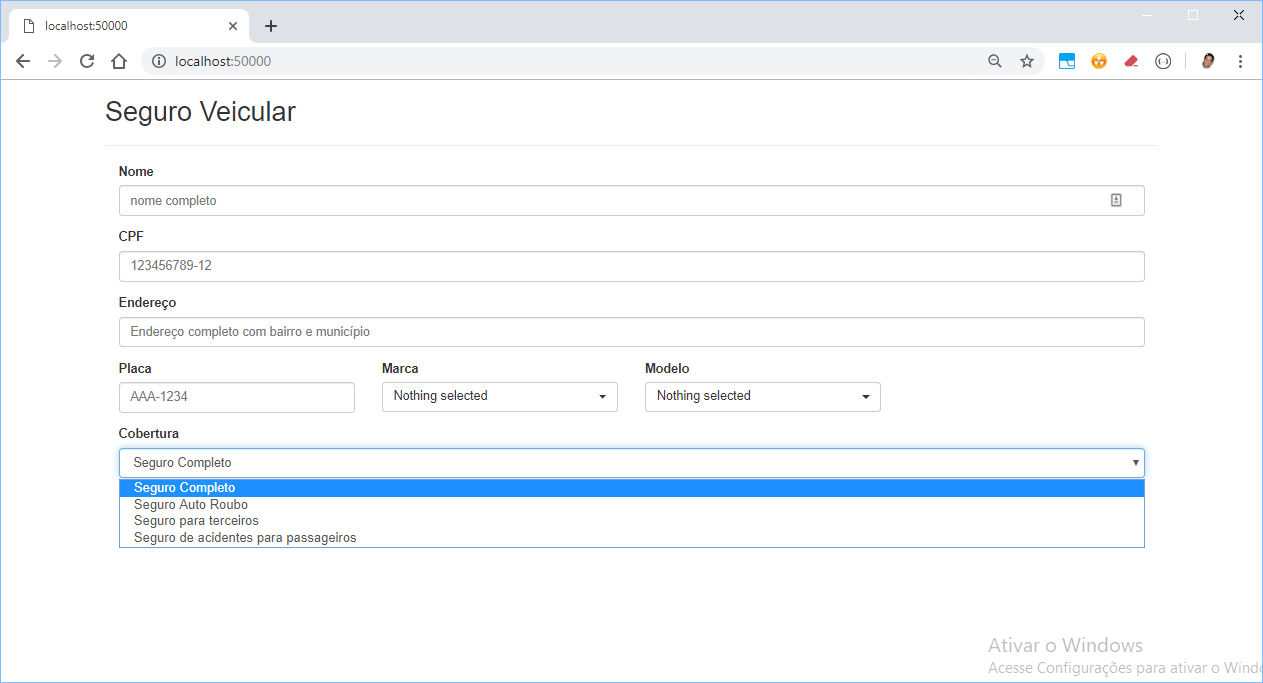 localhost:50000
localhost:50000
Seguro Veicular
Nome
nome completo
CPF
123456789-12
Endereço
Endereço completo com bairro e município
Placa Marca Modelo
AAA-1234 Nothing selected Nothing selected
Cobertura
Seguro Completo
Seguro Completo
Seguro Auto Roubo
Seguro para terceiros
Seguro de acidentes para passageiros
Ativar o Windows
Acesse Configurações para ativar o Wind